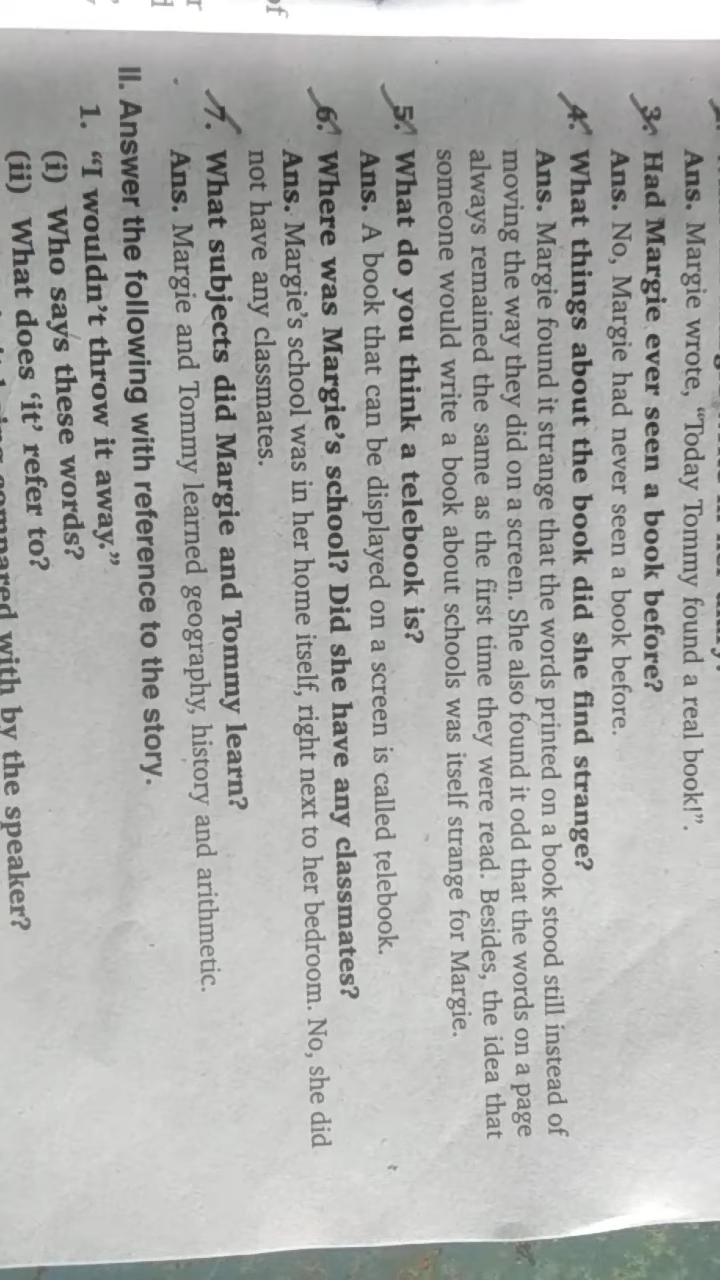 Ans. Margie wrote, “Today Tommy found a real book!”.
3. Had Margie ever seen a book before?
Ans. No, Margie had never seen a book before.
4. What things about the book did she find strange?
Ans. Margie found it strange that the words printed on a book stood still instead of
moving the way they did on a screen. She also found it odd that the words on a page
always remained the same as the first time they were read. Besides, the idea that
someone would write a book about schools was itself strange for Margie.
5. What do you think a telebook is?
Ans. A book that can be displayed on a screen is called telebook.
6. Where was Margie’s school? Did she have any classmates?
Ans. Margie’s school was in her home itself, right next to her bedroom. No, she did
not have any classmates.
7. What subjects did Margie and Tommy learn?
Ans. Margie and Tommy learned geography, history and arithmetic.
II. Answer the following with reference to the story.
1. “I wouldn’t throw it away.”
(i) Who says these words?
(ii) What does ‘it’ refer to?
compared with by the speaker?